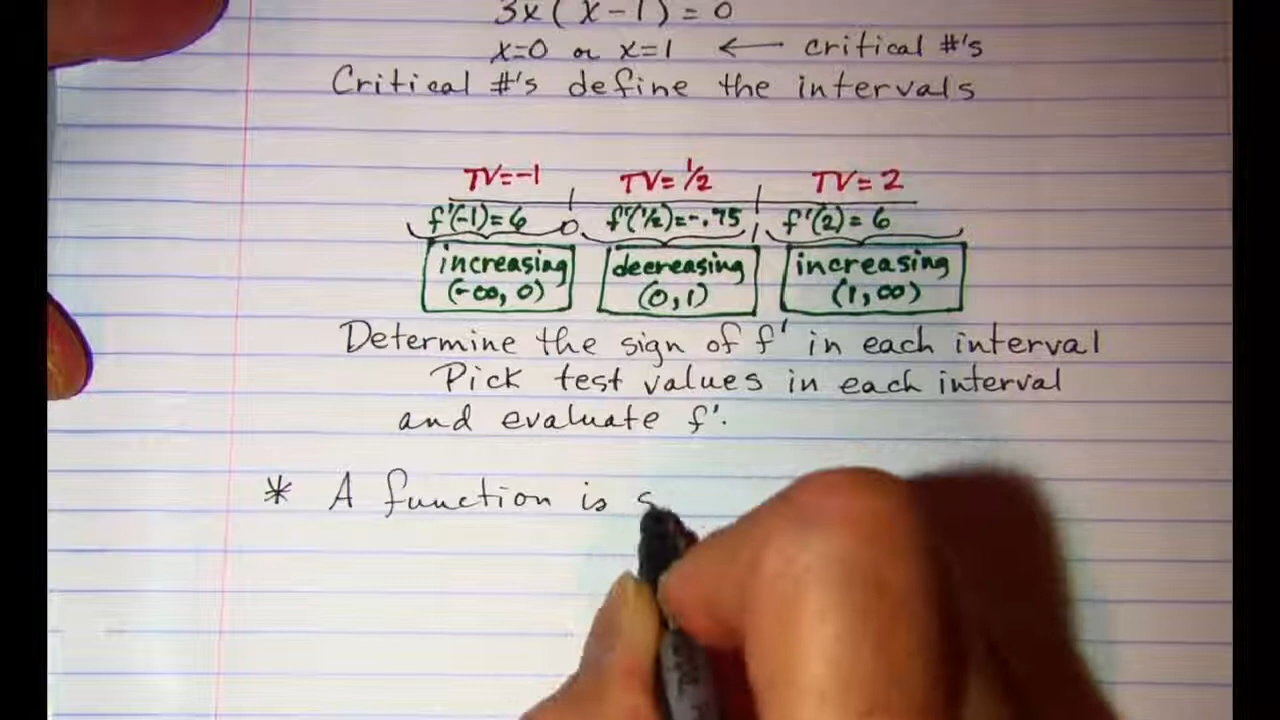 3x(x-1)=0
x=0 or x=1 ← critical #'s
Critical #'s define the intervals
TV=-1 TV=1/2 TV=2
f'(-1)=6 0 f'(1/2)=-.75 1 f'(2)=6
increasing decreasing increasing
(-∞, 0) (0,1) (1, ∞)
Determine the sign of f' in each interval
Pick test values in each interval
and evaluate f'.
* A function is s